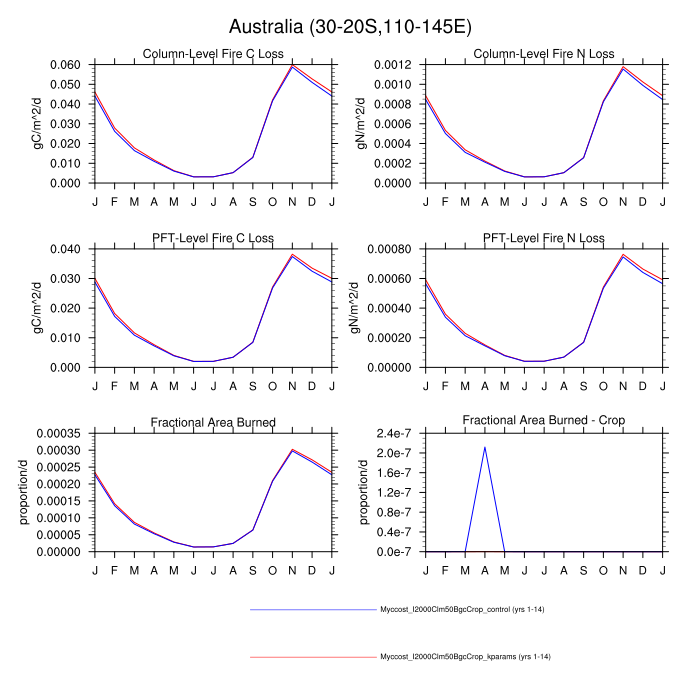 Australia (30-20S,110-145E)
Column-Level Fire C Loss
gC/m^2/d
0.060
0.050
0.040
0.030
0.020
0.010
0.000
J F M A M J J A S O N D J
Column-Level Fire N Loss
gN/m^2/d
0.0012
0.0010
0.0008
0.0006
0.0004
0.0002
0.0000
J F M A M J J A S O N D J
PFT-Level Fire C Loss
gC/m^2/d
0.040
0.030
0.020
0.010
0.000
J F M A M J J A S O N D J
PFT-Level Fire N Loss
gN/m^2/d
0.00080
0.00060
0.00040
0.00020
0.00000
J F M A M J J A S O N D J
Fractional Area Burned
proportion/d
0.00035
0.00030
0.00025
0.00020
0.00015
0.00010
0.00005
0.00000
J F M A M J J A S O N D J
Fractional Area Burned - Crop
proportion/d
2.4e-7
2.0e-7
1.6e-7
1.2e-7
0.8e-7
0.4e-7
0.0e-7
J F M A M J J A S O N D J
Myccost_I2000Clm50BgcCrop_control (yrs 1-14)
Myccost_I2000Clm50BgcCrop_kparams (yrs 1-14)